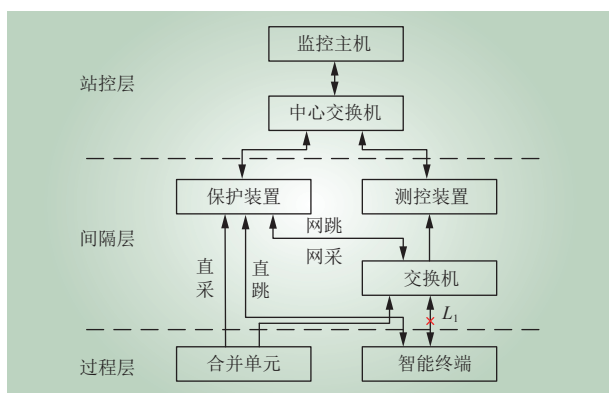 监控主机
站控层
中心交换机
保护装置
测控装置
网跳
间隔层
网采
直采
直跳
交换机
L₁
过程层
合并单元
智能终端